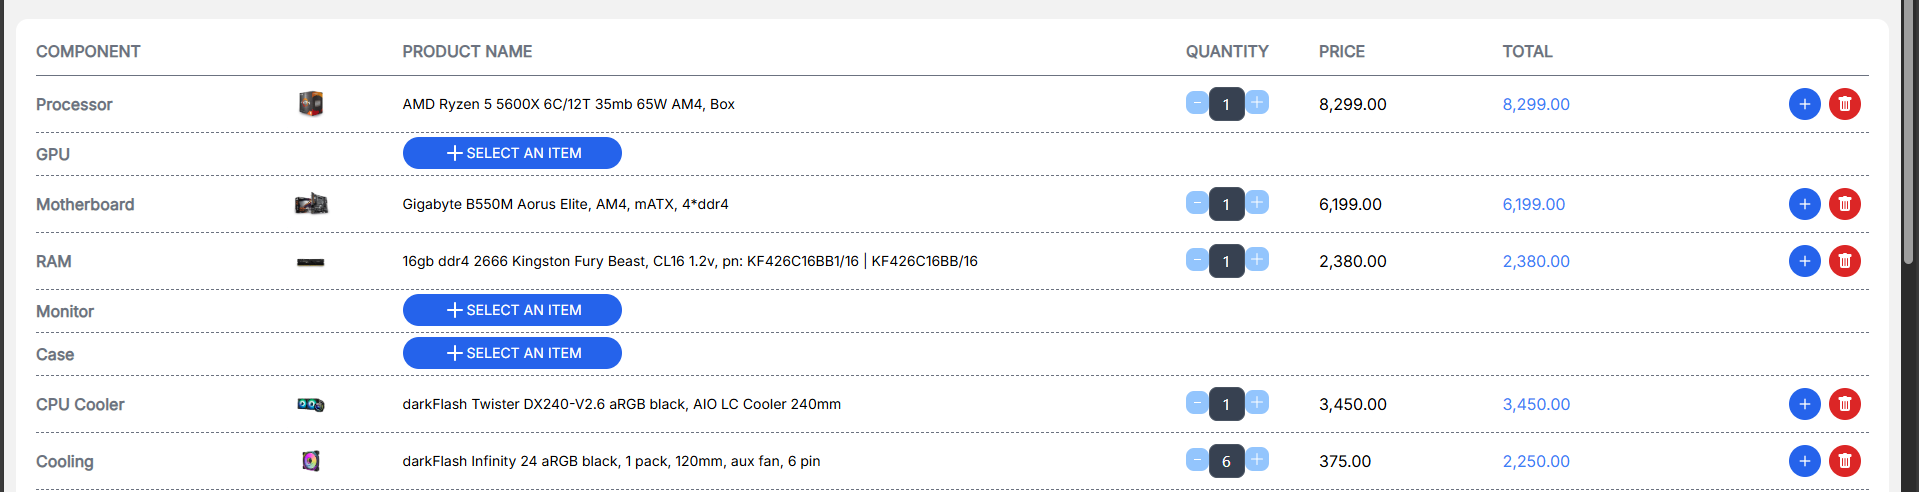 COMPONENT PRODUCT NAME QUANTITY PRICE TOTAL
Processor AMD Ryzen 5 5600X 6C/12T 35mb 65W AM4, Box - 1 + 8,299.00 8,299.00 +
GPU + SELECT AN ITEM
Motherboard Gigabyte B550M Aorus Elite, AM4, mATX, 4*ddr4 - 1 + 6,199.00 6,199.00 +
RAM 16gb ddr4 2666 Kingston Fury Beast, CL16 1.2v, pn: KF426C16BB1/16 | KF426C16BB/16 - 1 + 2,380.00 2,380.00 +
Monitor + SELECT AN ITEM
Case + SELECT AN ITEM
CPU Cooler darkFlash Twister DX240-V2.6 aRGB black, AIO LC Cooler 240mm - 1 + 3,450.00 3,450.00 +
Cooling darkFlash Infinity 24 aRGB black, 1 pack, 120mm, aux fan, 6 pin - 6 + 375.00 2,250.00 +